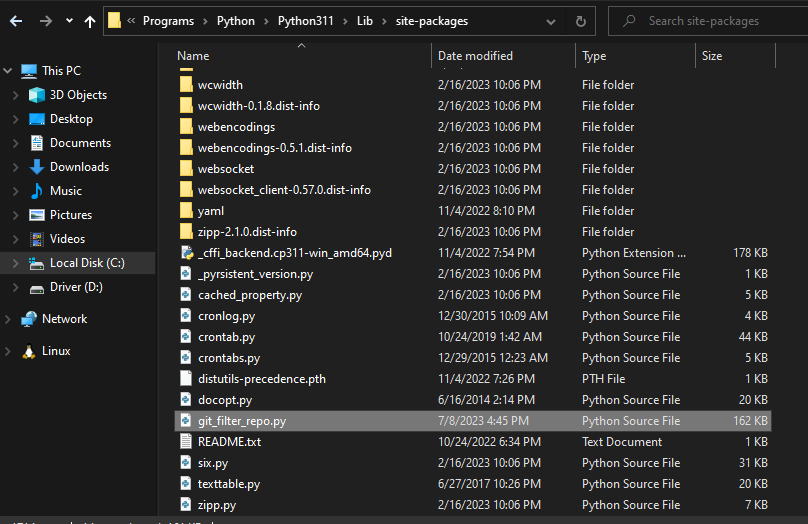 « Programs > Python > Python311 > Lib > site-packages
Search site-packages
Name Date modified Type Size
This PC
3D Objects
Desktop
Documents
Downloads
Music
Pictures
Videos
Local Disk (C:)
Driver (D:)
Network
Linux
wcwidth 2/16/2023 10:06 PM File folder
wcwidth-0.1.8.dist-info 2/16/2023 10:06 PM File folder
webencodings 2/16/2023 10:06 PM File folder
webencodings-0.5.1.dist-info 2/16/2023 10:06 PM File folder
websocket 2/16/2023 10:06 PM File folder
websocket_client-0.57.0.dist-info 2/16/2023 10:06 PM File folder
yaml 11/4/2022 8:10 PM File folder
zipp-2.1.0.dist-info 2/16/2023 10:06 PM File folder
_cffi_backend.cp311-win_amd64.pyd 11/4/2022 7:54 PM Python Extension ... 178 KB
_pyrsistent_version.py 2/16/2023 10:06 PM Python Source File 1 KB
cached_property.py 2/16/2023 10:06 PM Python Source File 5 KB
cronlog.py 12/30/2015 10:09 AM Python Source File 4 KB
crontab.py 10/24/2019 1:42 AM Python Source File 44 KB
crontabs.py 12/29/2015 12:23 AM Python Source File 5 KB
distutils-precedence.pth 11/4/2022 7:26 PM PTH File 1 KB
docopt.py 6/16/2014 2:14 PM Python Source File 20 KB
git_filter_repo.py 7/8/2023 4:45 PM Python Source File 162 KB
README.txt 10/24/2022 6:34 PM Text Document 1 KB
six.py 2/16/2023 10:06 PM Python Source File 31 KB
texttable.py 6/27/2017 10:26 PM Python Source File 20 KB
zipp.py 2/16/2023 10:06 PM Python Source File 7 KB